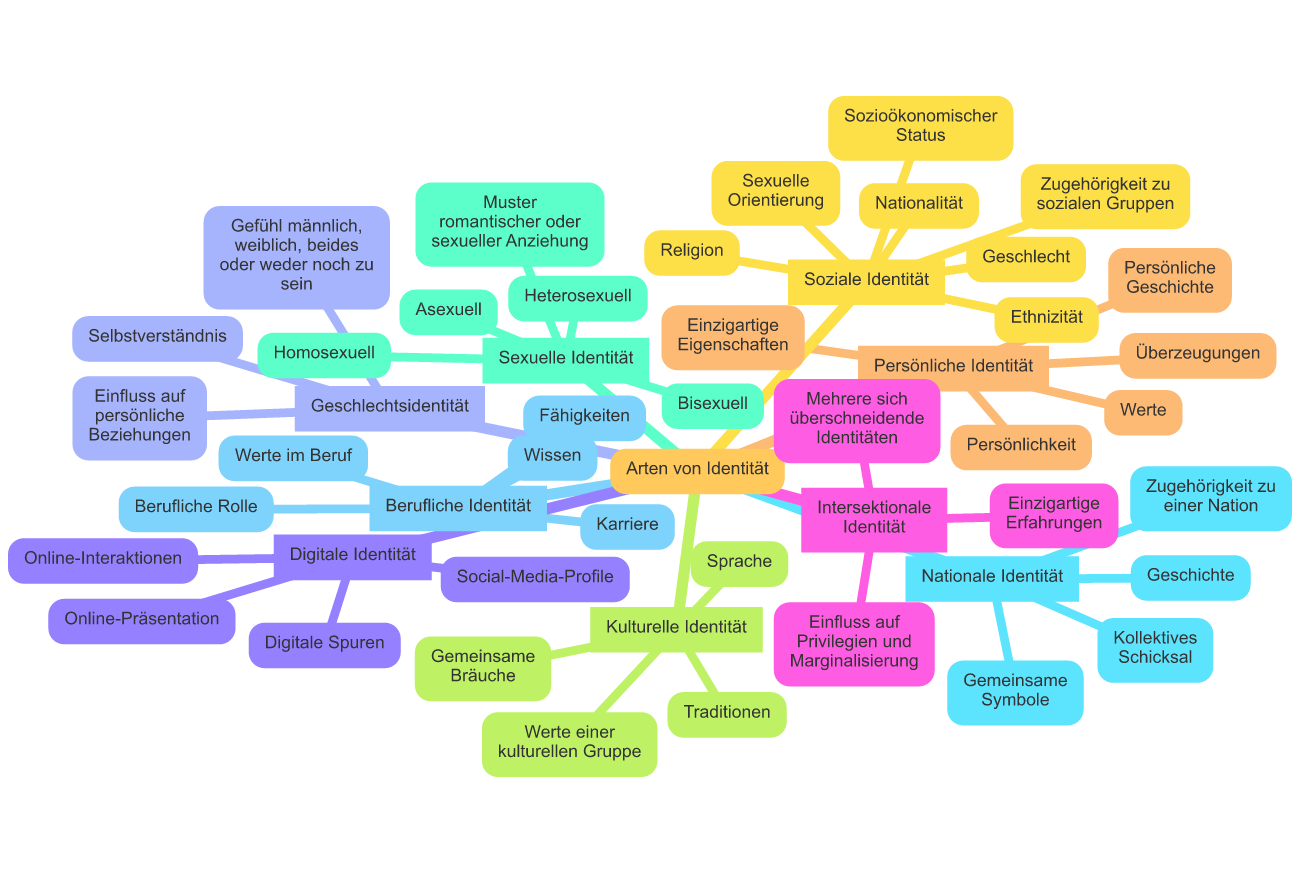 Arten von Identität
Soziale Identität
Sozioökonomischer
Status
Sexuelle
Orientierung
Nationalität
Zugehörigkeit zu
sozialen Gruppen
Religion
Geschlecht
Ethnizität
Persönliche Identität
Einzigartige
Eigenschaften
Persönliche
Geschichte
Überzeugungen
Werte
Persönlichkeit
Intersektionale
Identität
Mehrere sich
überschneidende
Identitäten
Einzigartige
Erfahrungen
Einfluss auf
Privilegien und
Marginalisierung
Nationale Identität
Zugehörigkeit zu
einer Nation
Geschichte
Kollektives
Schicksal
Gemeinsame
Symbole
Kulturelle Identität
Sprache
Gemeinsame
Bräuche
Werte einer
kulturellen Gruppe
Traditionen
Digitale Identität
Online-Interaktionen
Social-Media-Profile
Online-Präsentation
Digitale Spuren
Berufliche Identität
Fähigkeiten
Wissen
Werte im Beruf
Berufliche Rolle
Karriere
Geschlechtsidentität
Gefühl männlich,
weiblich, beides
oder weder noch zu
sein
Selbstverständnis
Einfluss auf
persönliche
Beziehungen
Sexuelle Identität
Muster
romantischer oder
sexueller Anziehung
Heterosexuell
Asexuell
Homosexuell
Bisexuell